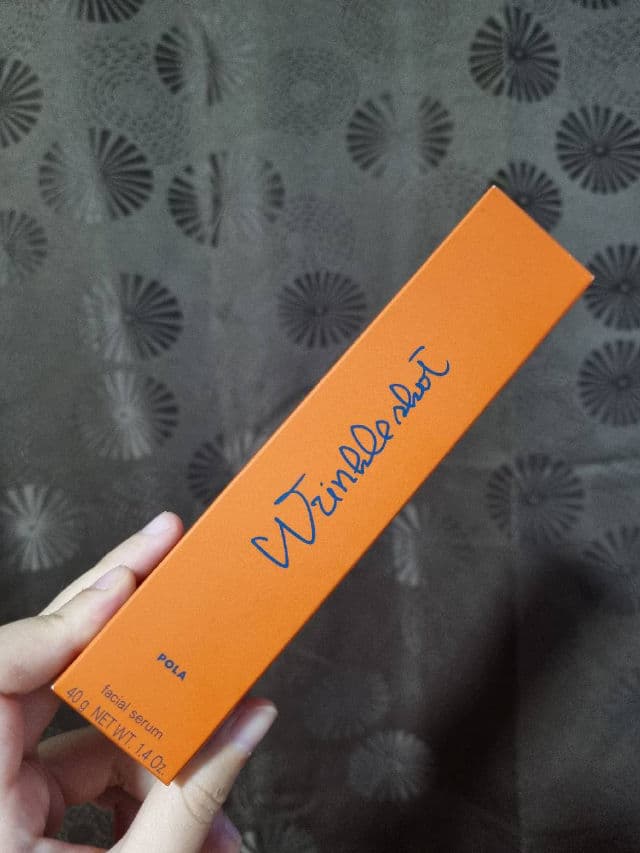 Wrinkle shot
POLA
facial serum
40 g NET WT. 1.4 Oz.